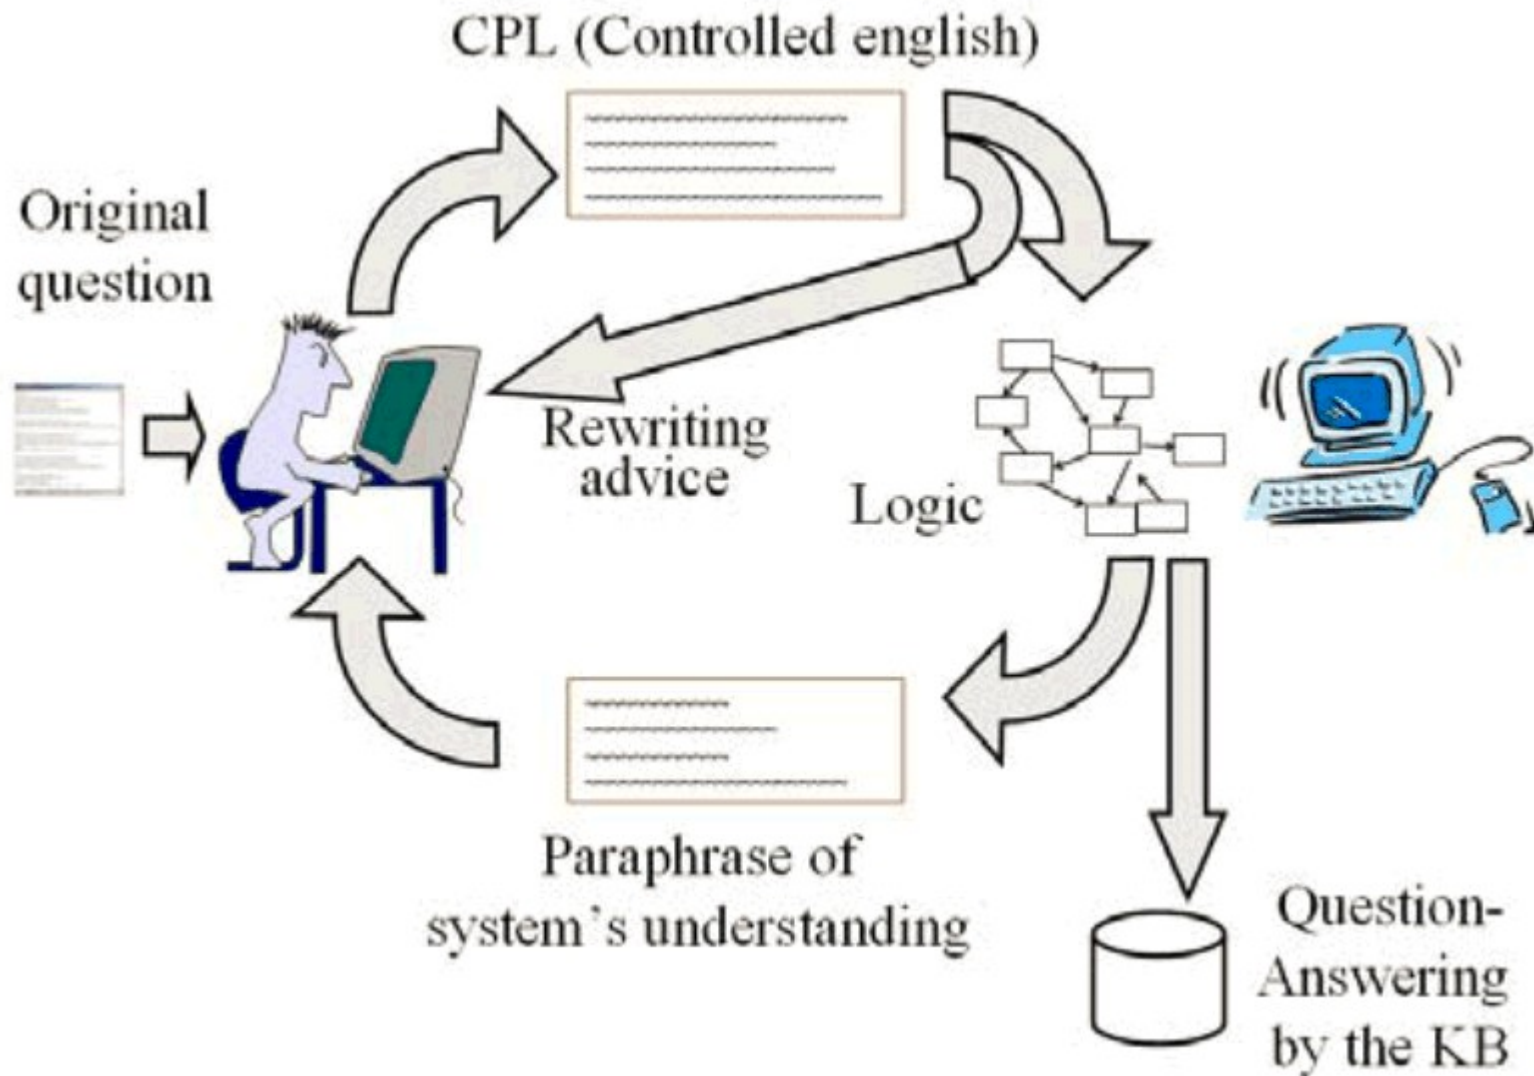 CPL (Controlled english)
Original
question
Rewriting
advice
Logic
Paraphrase of
system's understanding
Question-
Answering
by the KB